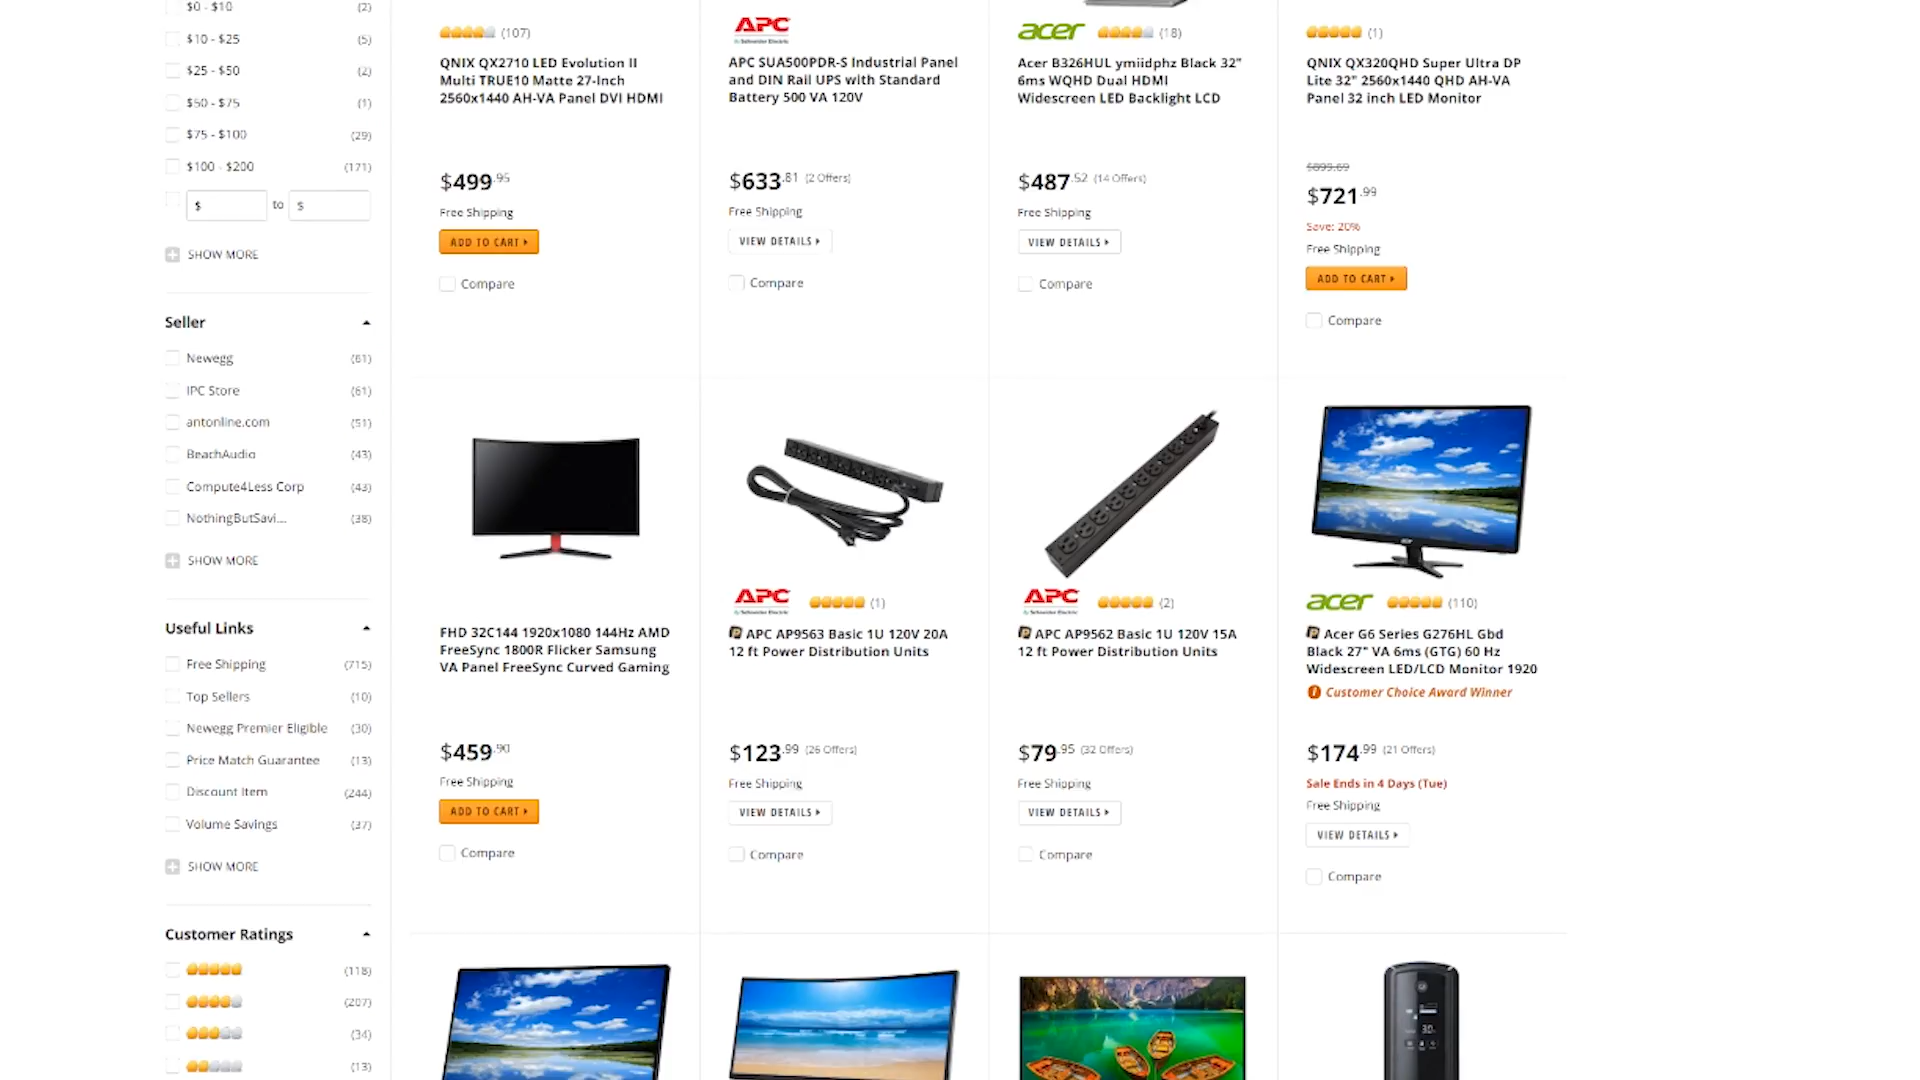 $0 - $10 (2)
$10 - $25 (5)
$25 - $50 (2)
$50 - $75 (1)
$75 - $100 (29)
$100 - $200 (171)
$ to $
SHOW MORE
Seller
Newegg (61)
IPC Store (61)
antonline.com (51)
BeachAudio (43)
Compute4Less Corp (43)
NothingButSavi... (38)
SHOW MORE
Useful Links
Free Shipping (715)
Top Sellers (10)
Newegg Premier Eligible (30)
Price Match Guarantee (13)
Discount Item (244)
Volume Savings (37)
SHOW MORE
Customer Ratings
(118)
(207)
(34)
(13)
(107)
QNIX QX2710 LED Evolution II
Multi TRUE10 Matte 27-Inch
2560x1440 AH-VA Panel DVI HDMI
$499.95
Free Shipping
ADD TO CART
Compare
APC
by Schneider Electric
APC SUA500PDR-S Industrial Panel
and DIN Rail UPS with Standard
Battery 500 VA 120V
$633.81 (2 Offers)
Free Shipping
VIEW DETAILS
Compare
acer (18)
Acer B326HUL ymiidphz Black 32"
6ms WQHD Dual HDMI
Widescreen LED Backlight LCD
$487.52 (14 Offers)
Free Shipping
VIEW DETAILS
Compare
(1)
QNIX QX320QHD Super Ultra DP
Lite 32" 2560x1440 QHD AH-VA
Panel 32 inch LED Monitor
$899.69
$721.99
Save: 20%
Free Shipping
ADD TO CART
Compare
FHD 32C144 1920x1080 144Hz AMD
FreeSync 1800R Flicker Samsung
VA Panel FreeSync Curved Gaming
$459.90
Free Shipping
ADD TO CART
Compare
APC (1)
by Schneider Electric
APC AP9563 Basic 1U 120V 20A
12 ft Power Distribution Units
$123.99 (26 Offers)
Free Shipping
VIEW DETAILS
Compare
APC (2)
by Schneider Electric
APC AP9562 Basic 1U 120V 15A
12 ft Power Distribution Units
$79.95 (32 Offers)
Free Shipping
VIEW DETAILS
Compare
acer (110)
Acer G6 Series G276HL Gbd
Black 27" VA 6ms (GTG) 60 Hz
Widescreen LED/LCD Monitor 1920
Customer Choice Award Winner
$174.99 (21 Offers)
Sale Ends in 4 Days (Tue)
Free Shipping
VIEW DETAILS
Compare